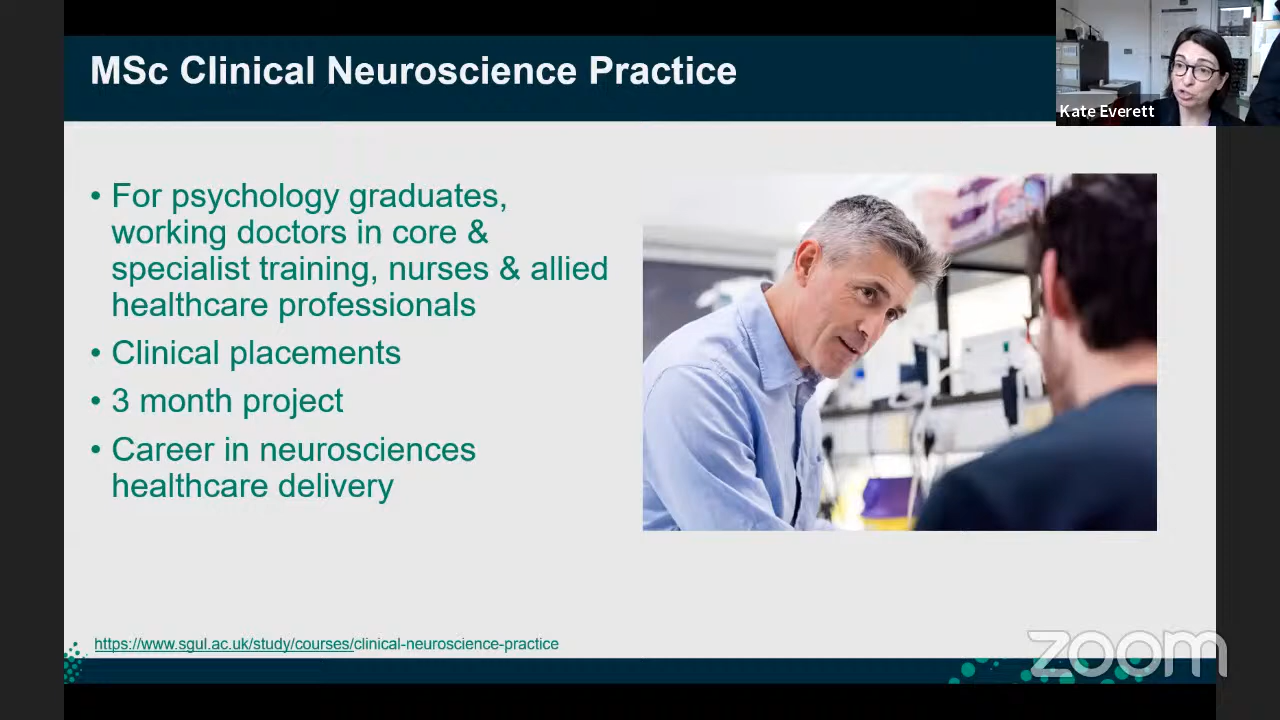 MSc Clinical Neuroscience Practice
Kate Everett
• For psychology graduates,
working doctors in core &
specialist training, nurses & allied
healthcare professionals
• Clinical placements
• 3 month project
• Career in neurosciences
healthcare delivery
https://www.sgul.ac.uk/study/courses/clinical-neuroscience-practice
zoom